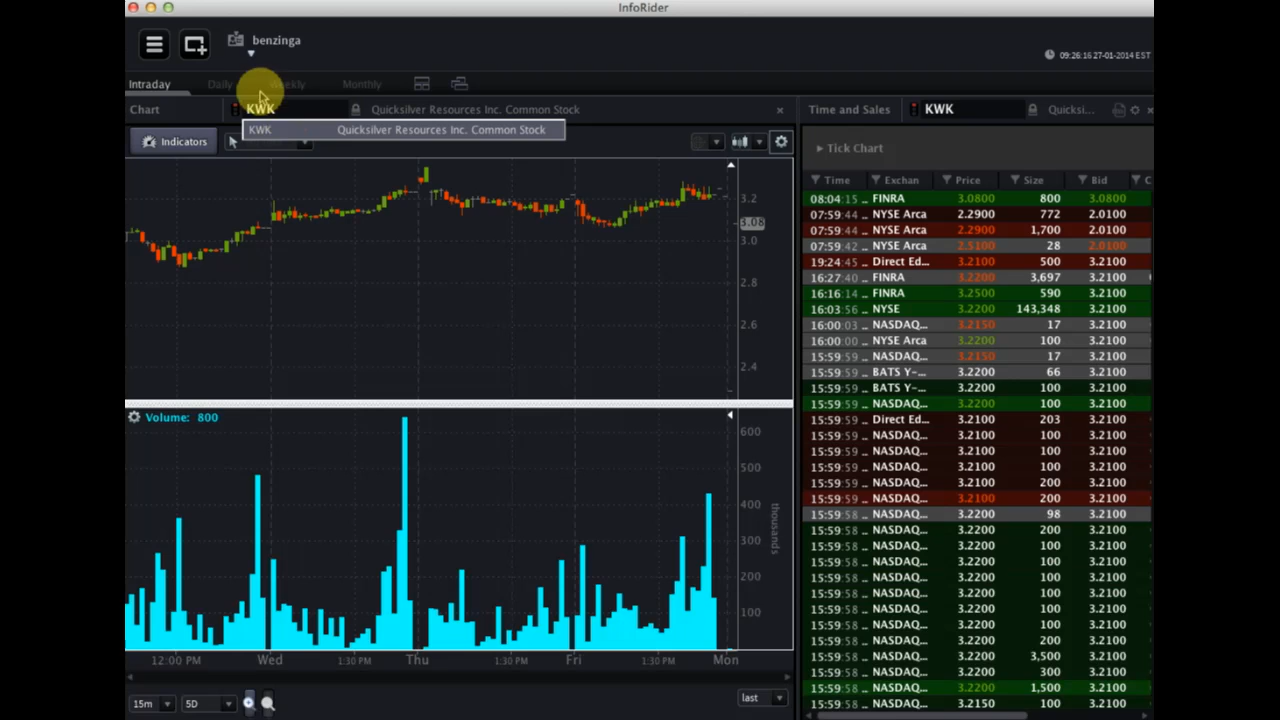 InfoRider
benzinga
09:26:16 27-01-2014 EST
Intraday Daily Weekly Monthly
Chart KWK Quicksilver Resources Inc. Common Stock
KWK Quicksilver Resources Inc. Common Stock
Indicators
3.2
3.08
3.0
2.8
2.6
2.4
Volume: 800
600
500
400
300
200
100
thousands
12:00 PM Wed 1:30 PM Thu 1:30 PM Fri 1:30 PM Mon
15m 5D last
Time and Sales KWK Quicksi...
Tick Chart
Time Exchan Price Size Bid C
08:04:15 .. FINRA 3.0800 800 3.0800
07:59:44 .. NYSE Arca 2.2900 772 2.0100
07:59:44 .. NYSE Arca 2.2900 1,700 2.0100
07:59:42 .. NYSE Arca 2.5100 28 2.0100
19:24:45 .. Direct Ed... 3.2100 500 3.2100
16:27:40 .. FINRA 3.2200 3,697 3.2100
16:16:14 .. FINRA 3.2500 590 3.2100
16:03:56 .. NYSE 3.2200 143,348 3.2100
16:00:03 .. NASDAQ... 3.2150 17 3.2100
16:00:00 .. NYSE Arca 3.2200 100 3.2100
15:59:59 .. NASDAQ... 3.2150 17 3.2100
15:59:59 .. BATS Y-... 3.2200 66 3.2100
15:59:59 .. BATS Y-... 3.2200 100 3.2100
15:59:59 .. NASDAQ... 3.2200 100 3.2100
15:59:59 .. Direct Ed... 3.2100 203 3.2100
15:59:59 .. NASDAQ... 3.2100 100 3.2100
15:59:59 .. NASDAQ... 3.2100 100 3.2100
15:59:59 .. NASDAQ... 3.2100 100 3.2100
15:59:59 .. NASDAQ... 3.2100 200 3.2100
15:59:59 .. NASDAQ... 3.2100 200 3.2100
15:59:58 .. NASDAQ... 3.2200 98 3.2100
15:59:58 .. NASDAQ... 3.2200 200 3.2100
15:59:58 .. NASDAQ... 3.2200 100 3.2100
15:59:58 .. NASDAQ... 3.2200 100 3.2100
15:59:58 .. NASDAQ... 3.2200 100 3.2100
15:59:58 .. NASDAQ... 3.2200 100 3.2100
15:59:58 .. NASDAQ... 3.2200 100 3.2100
15:59:58 .. NASDAQ... 3.2200 100 3.2100
15:59:58 .. NASDAQ... 3.2200 200 3.2100
15:59:58 .. NASDAQ... 3.2200 3,500 3.2100
15:59:58 .. NASDAQ... 3.2200 300 3.2100
15:59:58 .. NASDAQ... 3.2200 1,500 3.2100
15:59:58 .. NASDAQ... 3.2150 100 3.2100